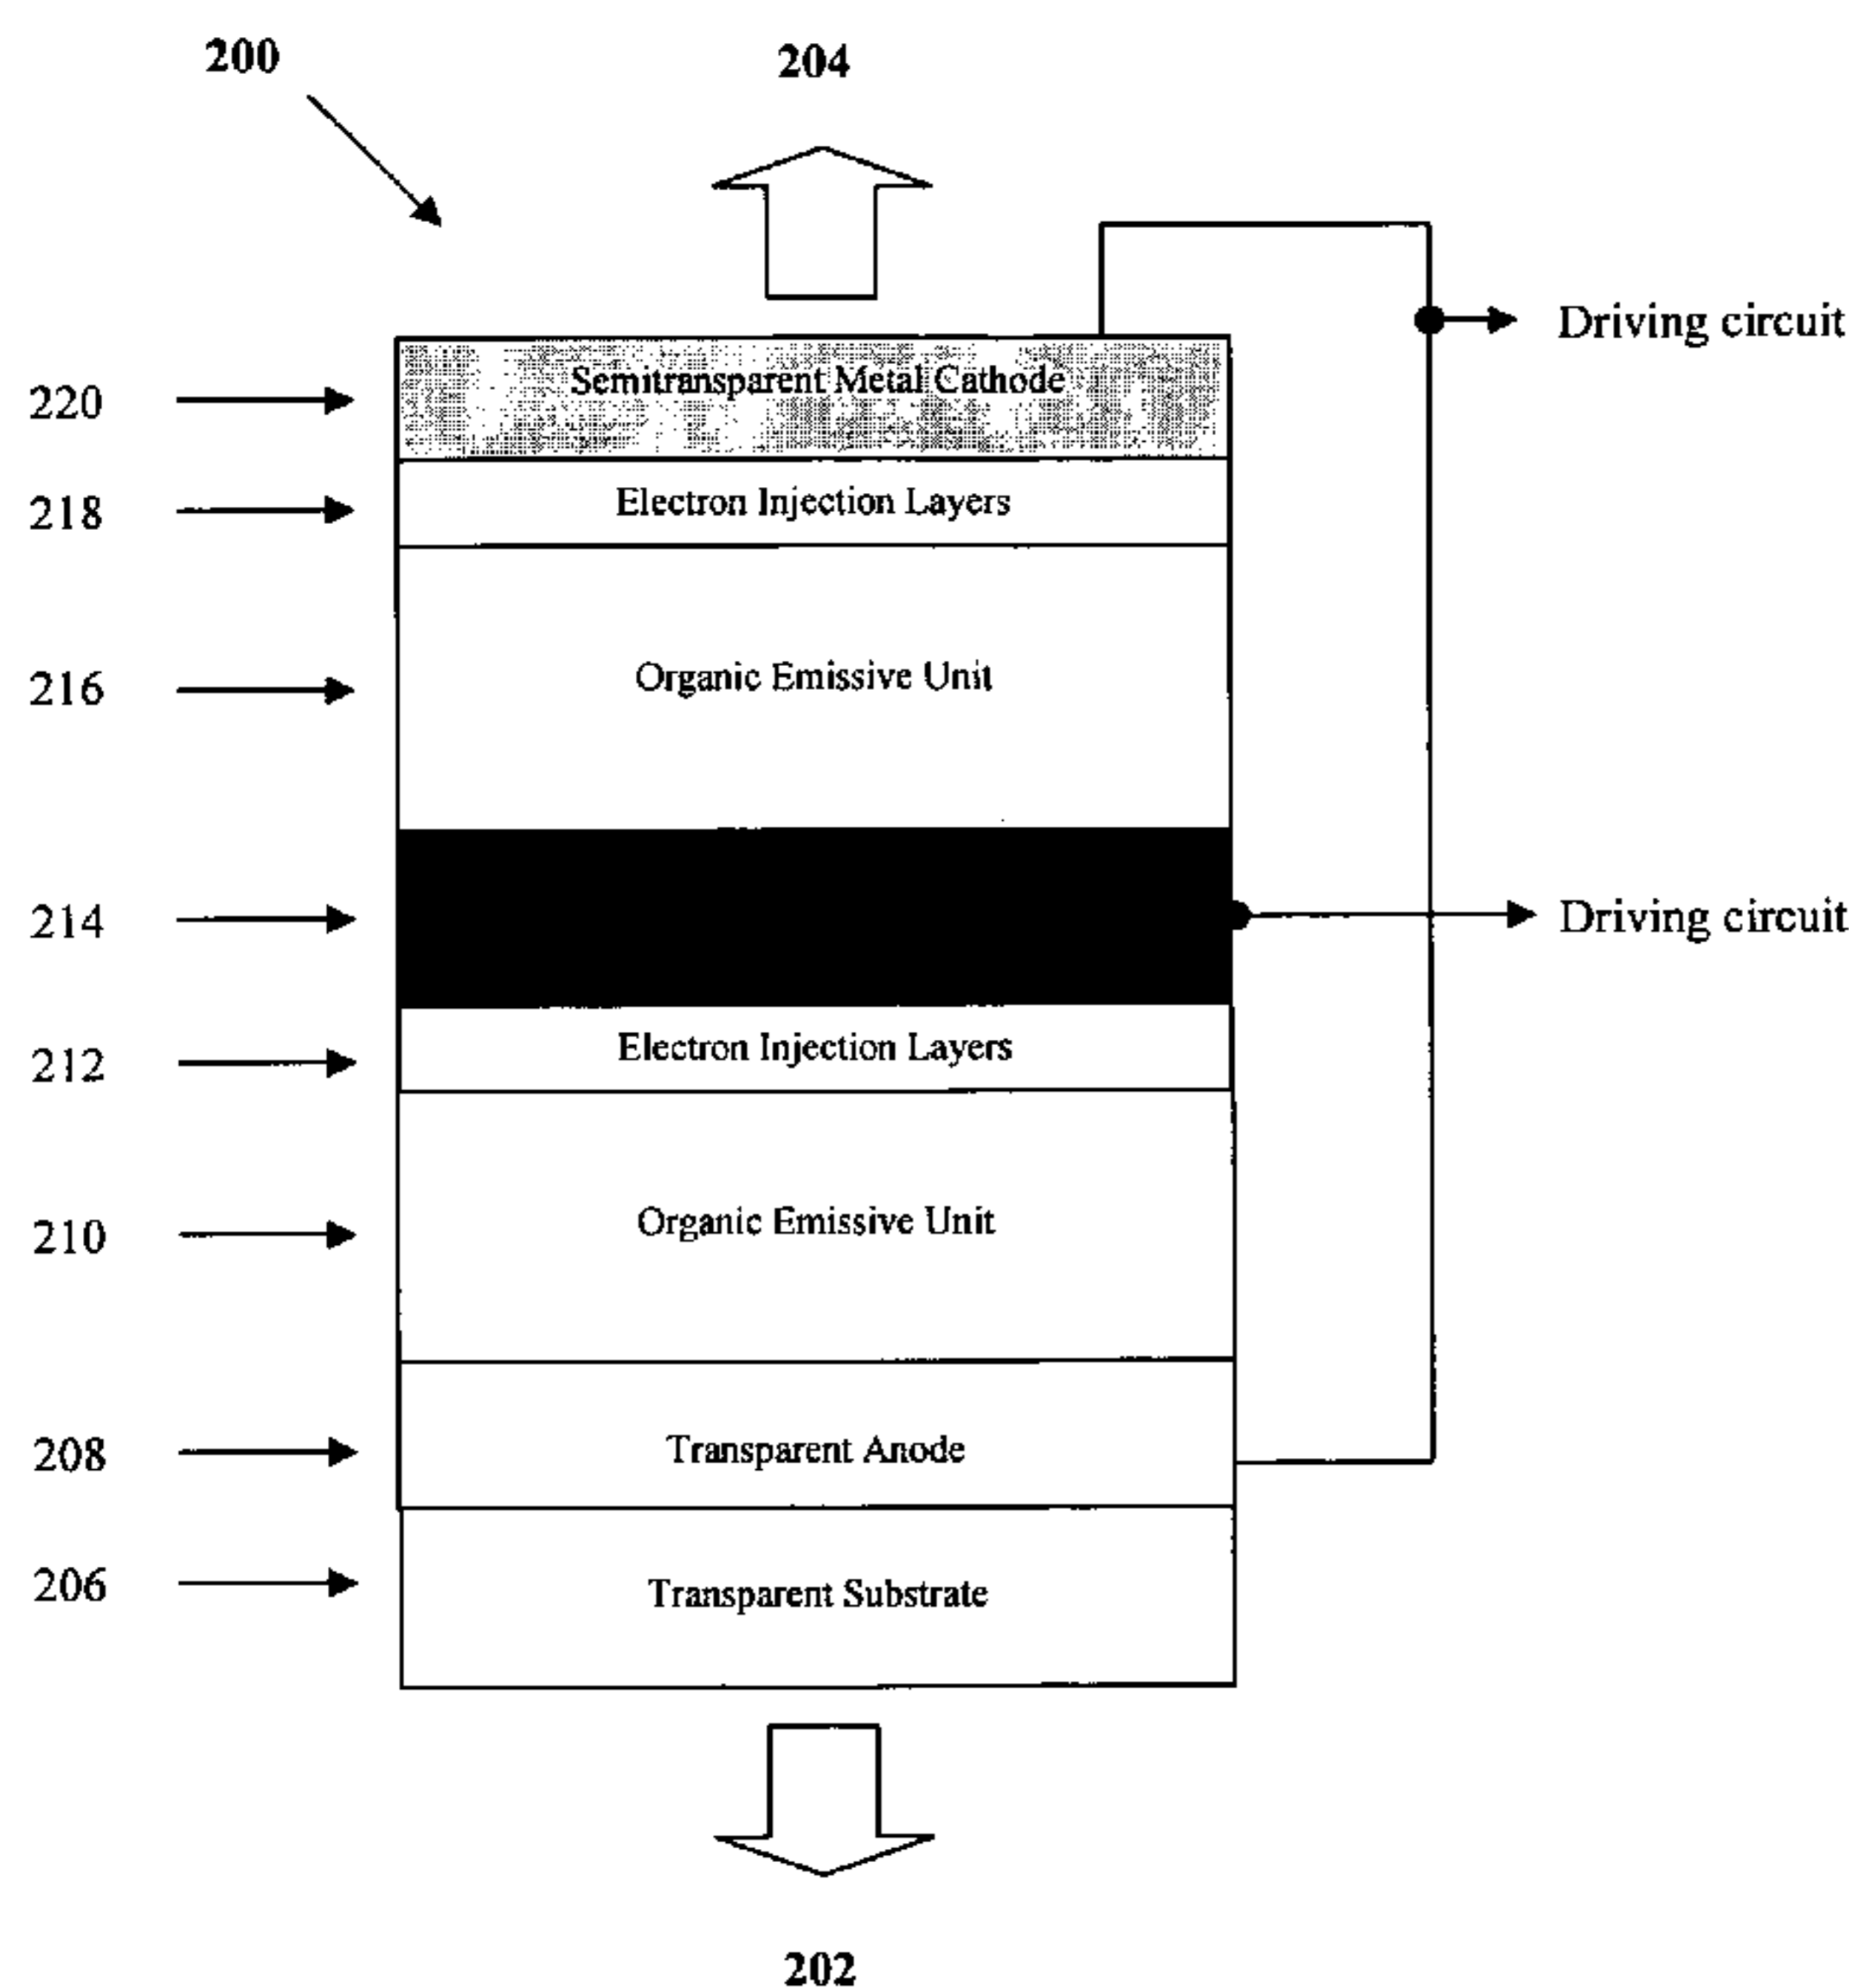 200
204
Driving circuit
220
Semitransparent Metal Cathode
218
Electron Injection Layers
216
Organic Emissive Unit
214
Driving circuit
212
Electron Injection Layers
210
Organic Emissive Unit
208
Transparent Anode
206
Transparent Substrate
202